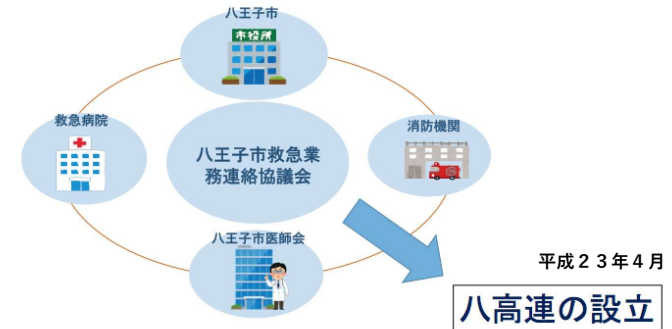 八王子市
市役所
救急病院
消防機関
八王子市救急業
務連絡協議会
八王子市医師会
平成２３年４月
八高連の設立